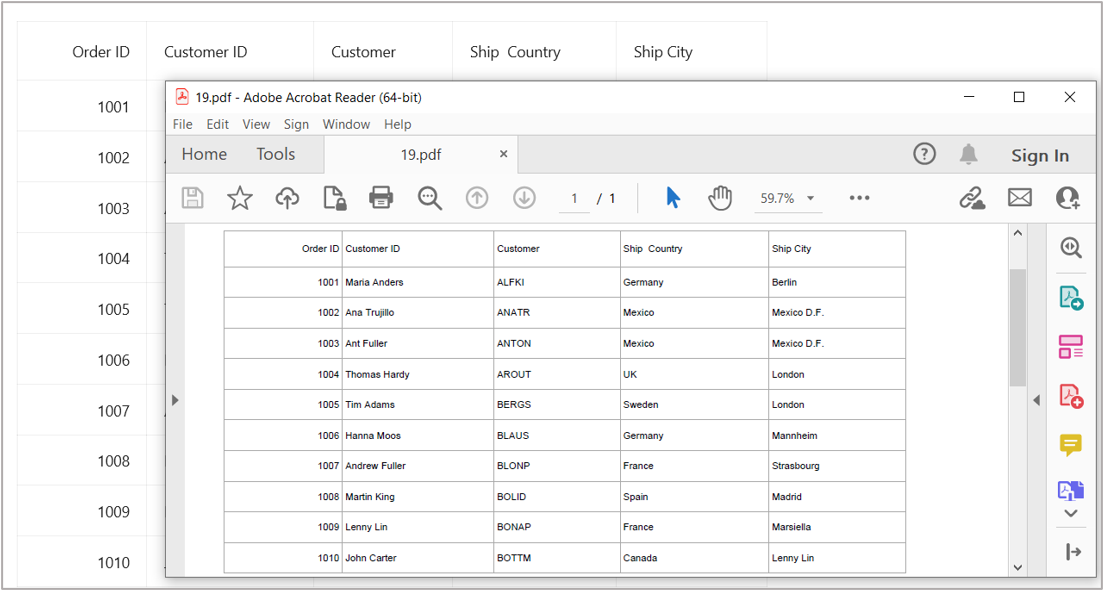 Order ID Customer ID Customer Ship  Country Ship City
1001
1002
1003
1004
1005
1006
1007
1008
1009
1010
19.pdf - Adobe Acrobat Reader (64-bit)
File Edit View Sign Window Help
Home Tools 19.pdf × Sign In
1 / 1 59.7%
Order ID Customer ID Customer Ship  Country Ship City
1001 Maria Anders ALFKI Germany Berlin
1002 Ana Trujillo ANATR Mexico Mexico D.F.
1003 Ant Fuller ANTON Mexico Mexico D.F.
1004 Thomas Hardy AROUT UK London
1005 Tim Adams BERGS Sweden London
1006 Hanna Moos BLAUS Germany Mannheim
1007 Andrew Fuller BLONP France Strasbourg
1008 Martin King BOLID Spain Madrid
1009 Lenny Lin BONAP France Marsiella
1010 John Carter BOTTM Canada Lenny Lin